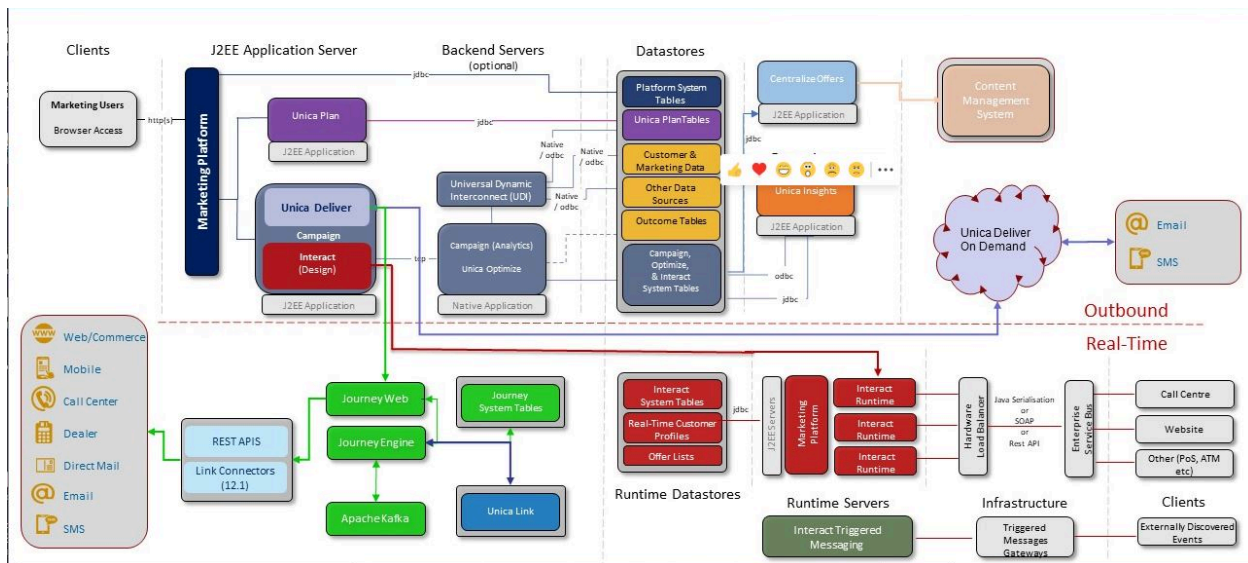 Clients
J2EE Application Server
Backend Servers
(optional)
Datastores
Marketing Users
Browser Access
http[s]
Marketing Platform
jdbc
Unica Plan
J2EE Application
jdbc
Unica Deliver
Campaign
Interact
(Design)
J2EE Application
tcp
Universal Dynamic
Interconnect (UDI)
Campaign (Analytics)
Unica Optimize
Native Application
Native
/ odbc
Native
/ odbc
Native
/ odbc
Platform System
Tables
Unica PlanTables
Customer &
Marketing Data
Other Data
Sources
Outcome Tables
Campaign,
Optimize,
& Interact
System Tables
Centralize Offers
J2EE Application
jdbc
Unica Insights
J2EE Application
odbc
jdbc
Content
Management
System
Unica Deliver
On Demand
Email
SMS
Outbound
Real-Time
Web/Commerce
Mobile
Call Center
Dealer
Direct Mail
Email
SMS
REST APIS
Link Connectors
(12.1)
Journey Web
Journey Engine
Apache Kafka
Journey
System Tables
Unica Link
Interact
System Tables
Real-Time Customer
Profiles
Offer Lists
Runtime Datastores
jdbc
J2EE Servers
Marketing
Platform
Interact
Runtime
Interact
Runtime
Interact
Runtime
Hardware
Load Balancer
Java Serialisation
or
SOAP
or
Rest API
Enterprise
Service Bus
Call Centre
Website
Other (PoS, ATM
etc)
Runtime Servers
Infrastructure
Clients
Interact Triggered
Messaging
Triggered
Messages
Gateways
Externally Discovered
Events
WWW